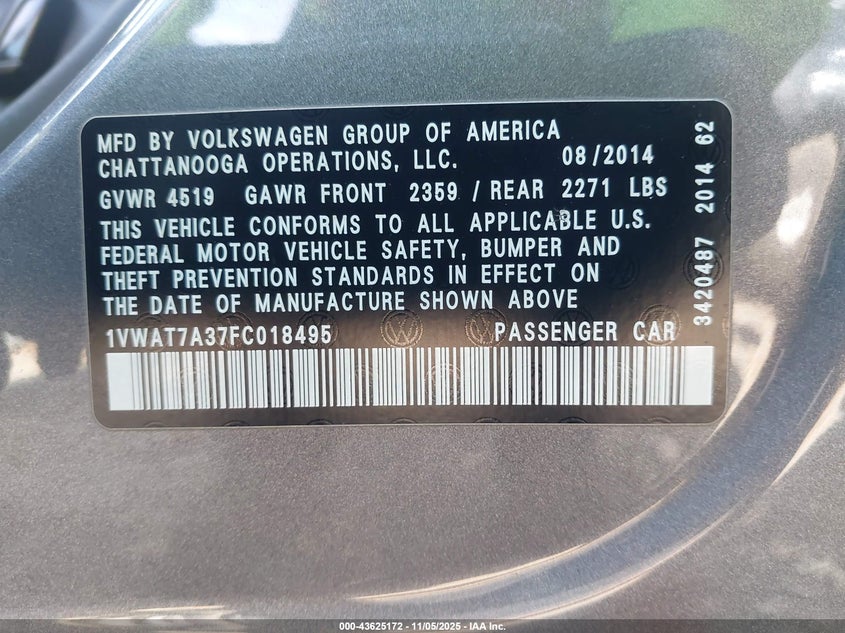 MFD BY VOLKSWAGEN GROUP OF AMERICA
CHATTANOOGA OPERATIONS, LLC. 08/2014
GVWR 4519 GAWR FRONT 2359 / REAR 2271 LBS
THIS VEHICLE CONFORMS TO ALL APPLICABLE U.S.
FEDERAL MOTOR VEHICLE SAFETY, BUMPER AND
THEFT PREVENTION STANDARDS IN EFFECT ON
THE DATE OF MANUFACTURE SHOWN ABOVE
1VWAT7A37FC018495 PASSENGER CAR
3420487 2014 62
000-43625172 - 11/05/2025 - IAA Inc.